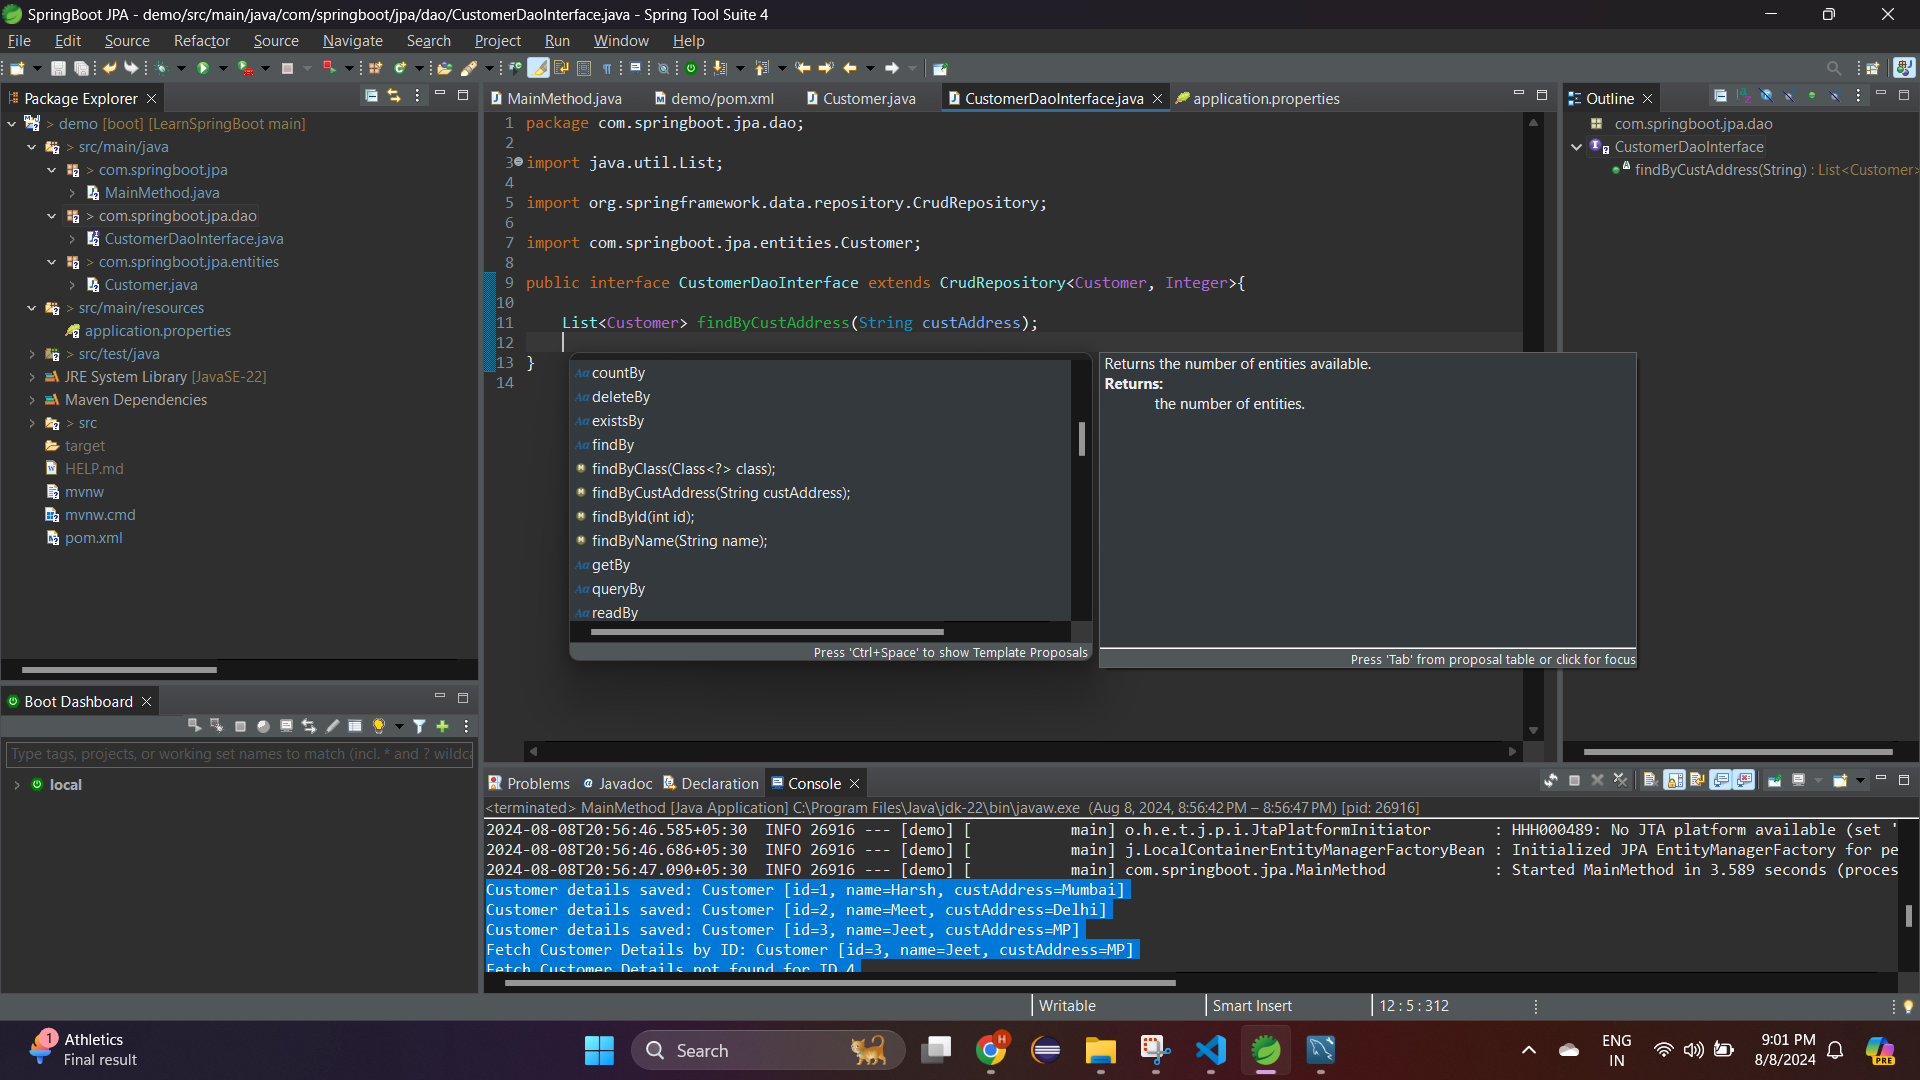 SpringBoot JPA - demo/src/main/java/com/springboot/jpa/dao/CustomerDaoInterface.java - Spring Tool Suite 4
File Edit Source Refactor Source Navigate Search Project Run Window Help
Package Explorer
demo [boot] [LearnSpringBoot main]
src/main/java
com.springboot.jpa
MainMethod.java
com.springboot.jpa.dao
CustomerDaoInterface.java
com.springboot.jpa.entities
Customer.java
src/main/resources
application.properties
src/test/java
JRE System Library [JavaSE-22]
Maven Dependencies
src
target
HELP.md
mvnw
mvnw.cmd
pom.xml
Boot Dashboard
Type tags, projects, or working set names to match (incl. * and ? wildca
local
MainMethod.java demo/pom.xml Customer.java CustomerDaoInterface.java application.properties
1 package com.springboot.jpa.dao;
2
3 import java.util.List;
4
5 import org.springframework.data.repository.CrudRepository;
6
7 import com.springboot.jpa.entities.Customer;
8
9 public interface CustomerDaoInterface extends CrudRepository<Customer, Integer>{
10
11 List<Customer> findByCustAddress(String custAddress);
12
13 }
14
countBy
deleteBy
existsBy
findBy
findByClass(Class<?> class);
findByCustAddress(String custAddress);
findById(int id);
findByName(String name);
getBy
queryBy
readBy
Press 'Ctrl+Space' to show Template Proposals
Returns the number of entities available.
Returns:
the number of entities.
Press 'Tab' from proposal table or click for focus
Outline
com.springboot.jpa.dao
CustomerDaoInterface
findByCustAddress(String) : List<Customer>
Problems Javadoc Declaration Console
<terminated> MainMethod [Java Application] C:\Program Files\Java\jdk-22\bin\javaw.exe (Aug 8, 2024, 8:56:42 PM – 8:56:47 PM) [pid: 26916]
2024-08-08T20:56:46.585+05:30 INFO 26916 --- [demo] [ main] o.h.e.t.j.p.i.JtaPlatformInitiator : HHH000489: No JTA platform available (set '
2024-08-08T20:56:46.686+05:30 INFO 26916 --- [demo] [ main] j.LocalContainerEntityManagerFactoryBean : Initialized JPA EntityManagerFactory for pe
2024-08-08T20:56:47.090+05:30 INFO 26916 --- [demo] [ main] com.springboot.jpa.MainMethod : Started MainMethod in 3.589 seconds (proces
Customer details saved: Customer [id=1, name=Harsh, custAddress=Mumbai]
Customer details saved: Customer [id=2, name=Meet, custAddress=Delhi]
Customer details saved: Customer [id=3, name=Jeet, custAddress=MP]
Fetch Customer Details by ID: Customer [id=3, name=Jeet, custAddress=MP]
Fetch Customer Details not found for ID 4
Writable Smart Insert 12 : 5 : 312
1 Athletics
Final result
Search
H
ENG
IN
9:01 PM
8/8/2024
PRE